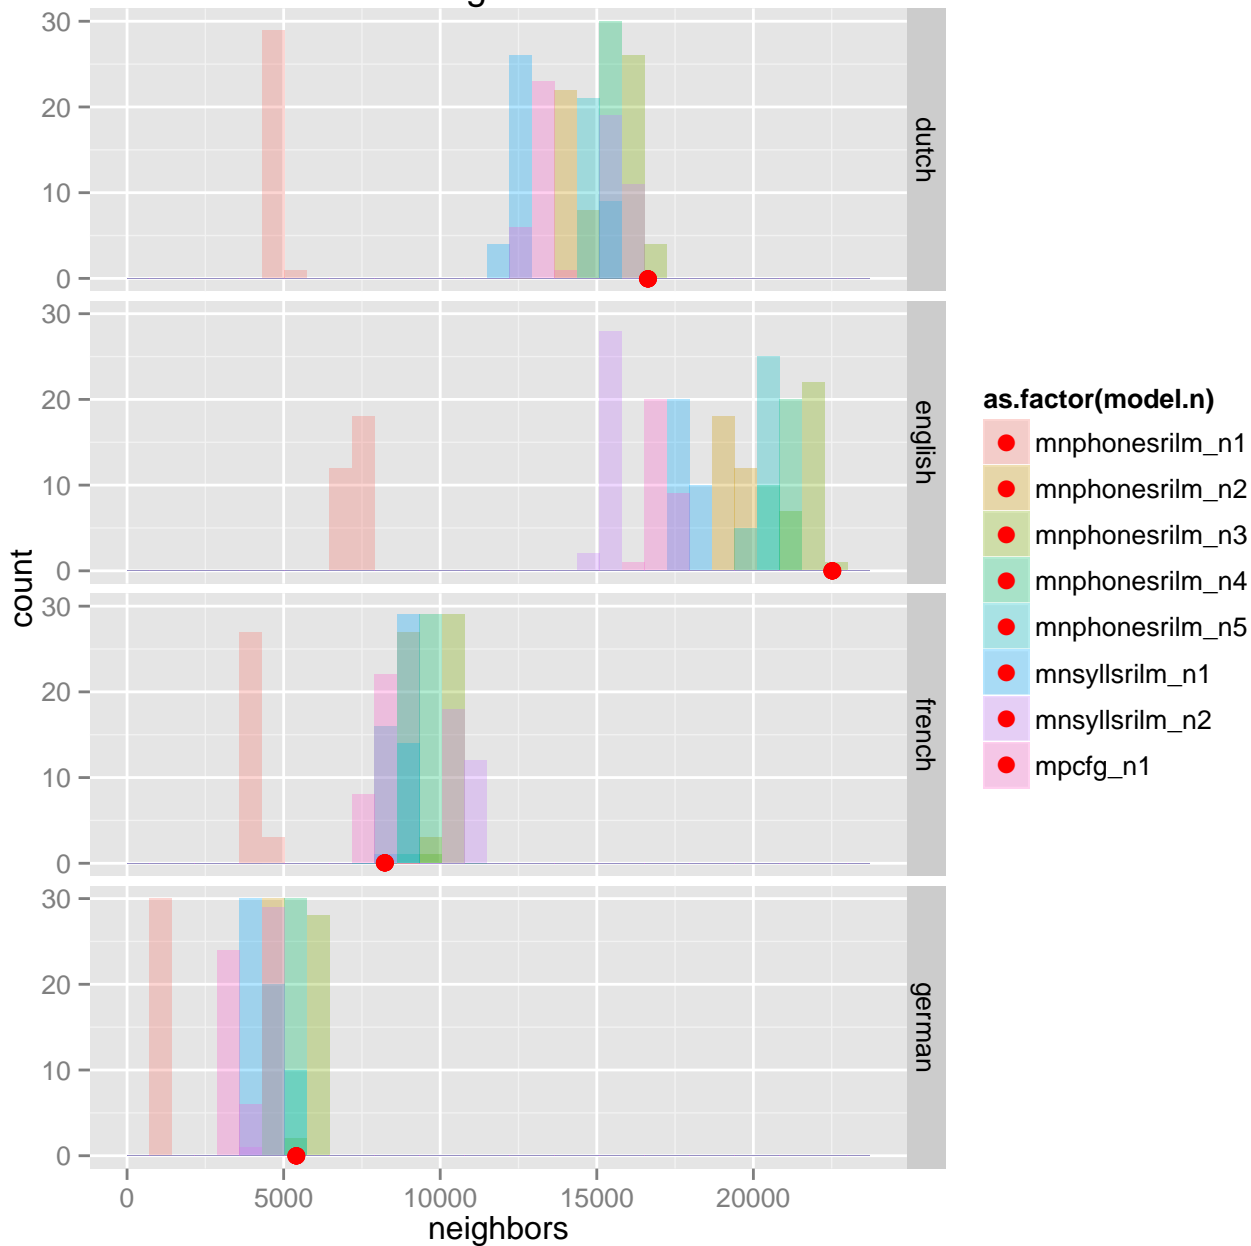 30
20
10
0
dutch
30
20
10
0
english
30
20
10
0
french
30
20
10
0
german
0
5000
10000
15000
20000
neighbors
count
as.factor(model.n)
mnphonesrilm_n1
mnphonesrilm_n2
mnphonesrilm_n3
mnphonesrilm_n4
mnphonesrilm_n5
mnsyllsrilm_n1
mnsyllsrilm_n2
mpcfg_n1